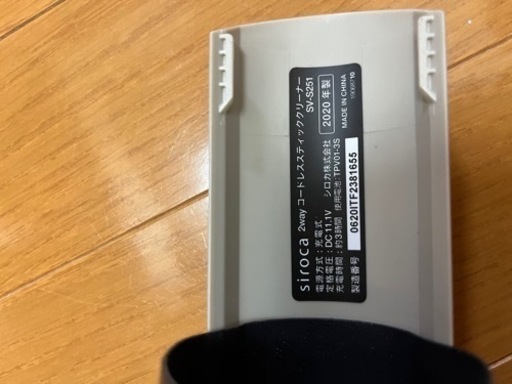 siroca 2way コードレススティッククリーナー
SV-S251
電源方式：充電式
定格電圧：DC 11.1V
充電時間：約3時間
シロカ株式会社
使用電池：TPV01-3S
2020 年製
製造番号
0620ITF2381655
MADE IN CHINA